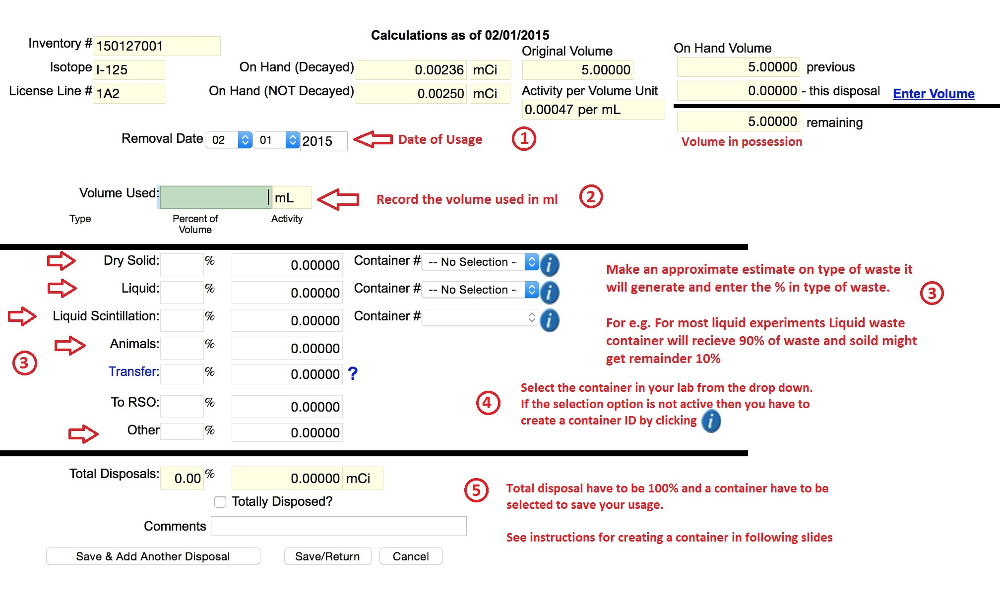 Calculations as of 02/01/2015
Inventory # 150127001
Isotope I-125
License Line # 1A2
On Hand (Decayed) 0.00236 mCi
On Hand (NOT Decayed) 0.00250 mCi
Original Volume
5.00000
Activity per Volume Unit
0.00047 per mL
On Hand Volume
5.00000 previous
0.00000 - this disposal Enter Volume
5.00000 remaining
Volume in possession
Removal Date 02 01 2015 Date of Usage 1
Volume Used: mL Record the volume used in ml 2
Type Percent of Volume Activity
Dry Solid: % 0.00000 Container # -- No Selection -
Liquid: % 0.00000 Container # -- No Selection -
Liquid Scintillation: % 0.00000 Container #
Animals: % 0.00000
3
Transfer: % 0.00000 ?
To RSO: % 0.00000
Other % 0.00000
Make an approximate estimate on type of waste it
will generate and enter the % in type of waste.
3
For e.g. For most liquid experiments Liquid waste
container will recieve 90% of waste and soild might
get remainder 10%
4
Select the container in your lab from the drop down.
If the selection option is not active then you have to
create a container ID by clicking i
Total Disposals: 0.00 % 0.00000 mCi
Totally Disposed?
Comments
5
Total disposal have to be 100% and a container have to be
selected to save your usage.
See instructions for creating a container in following slides
Save & Add Another Disposal Save/Return Cancel